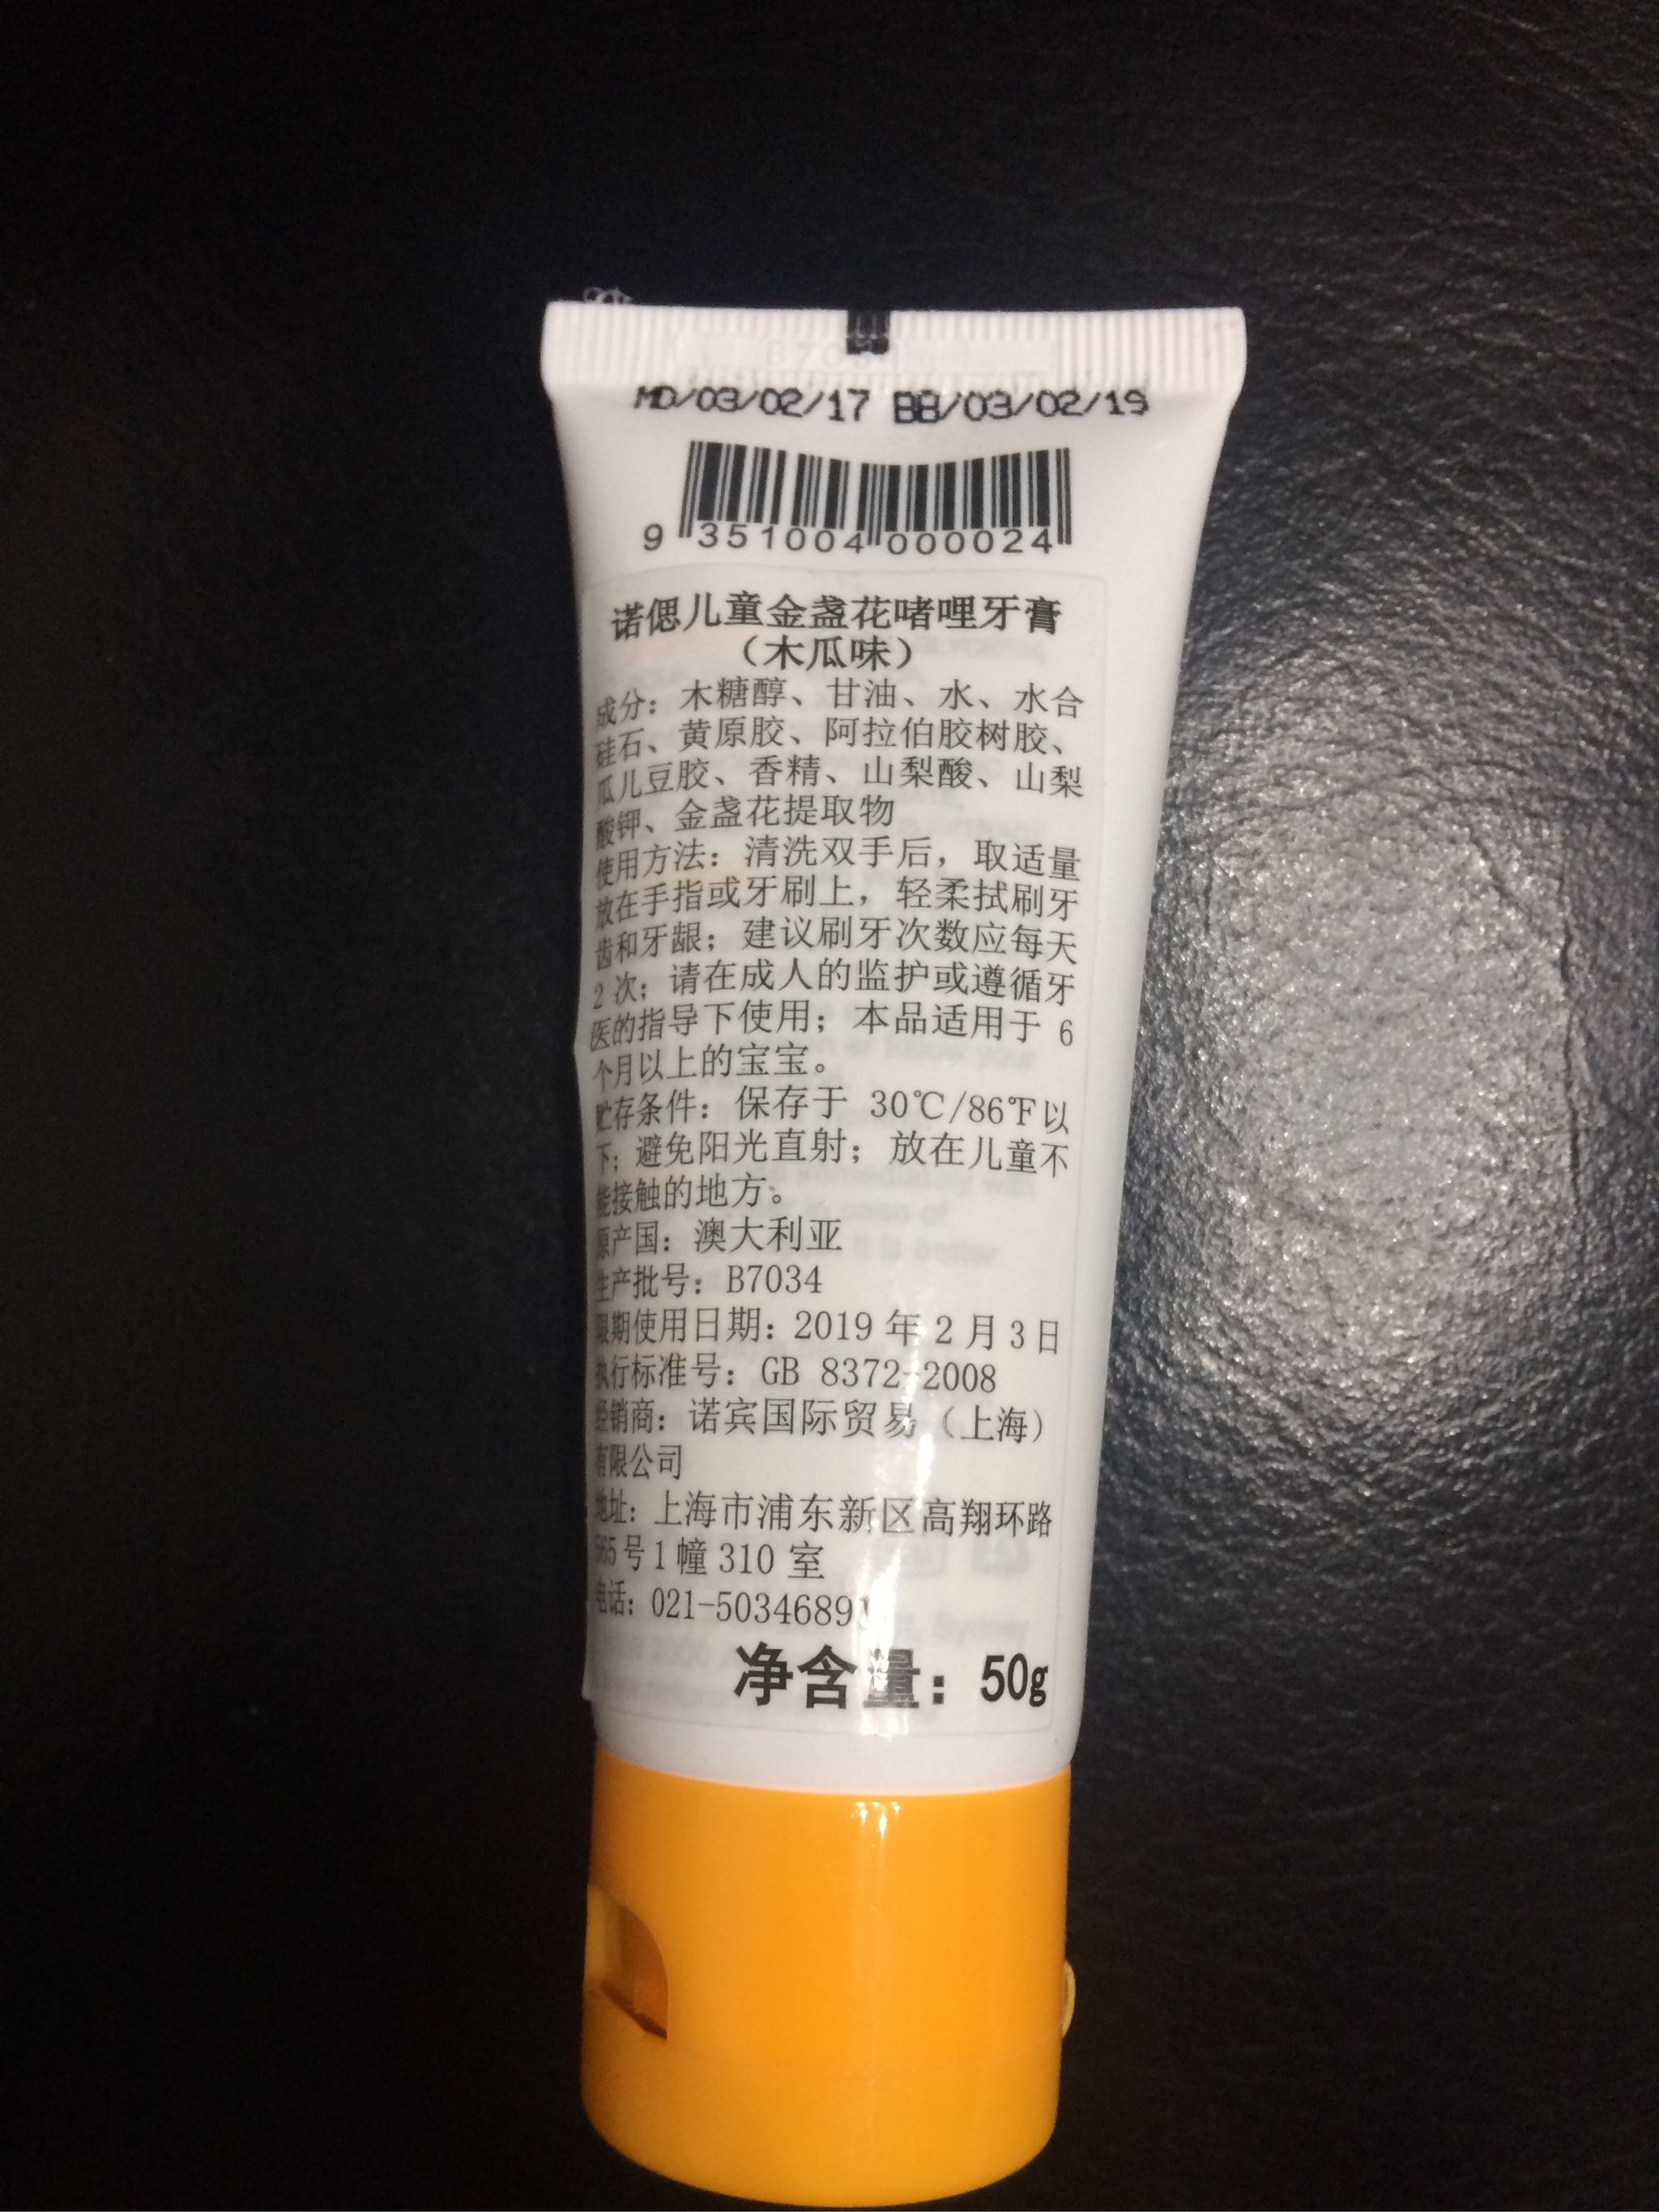 MD/03/02/17 BB/03/02/19
9 351004 000024
诺偲儿童金盏花啫哩牙膏
（木瓜味）
成分：木糖醇、甘油、水、水合
硅石、黄原胶、阿拉伯胶树胶、
瓜儿豆胶、香精、山梨酸、山梨
酸钾、金盏花提取物
使用方法：清洗双手后，取适量
放在手指或牙刷上，轻柔拭刷牙
齿和牙龈；建议刷牙次数应每天
2 次；请在成人的监护或遵循牙
医的指导下使用；本品适用于 6
个月以上的宝宝。
贮存条件：保存于 30℃/86℉以
下；避免阳光直射；放在儿童不
能接触的地方。
原产国：澳大利亚
生产批号：B7034
限期使用日期：2019 年 2 月 3 日
执行标准号：GB 8372-2008
经销商：诺宾国际贸易（上海）
有限公司
地址：上海市浦东新区高翔环路
565号 1 幢 310 室
电话：021-50346891
净含量：50g